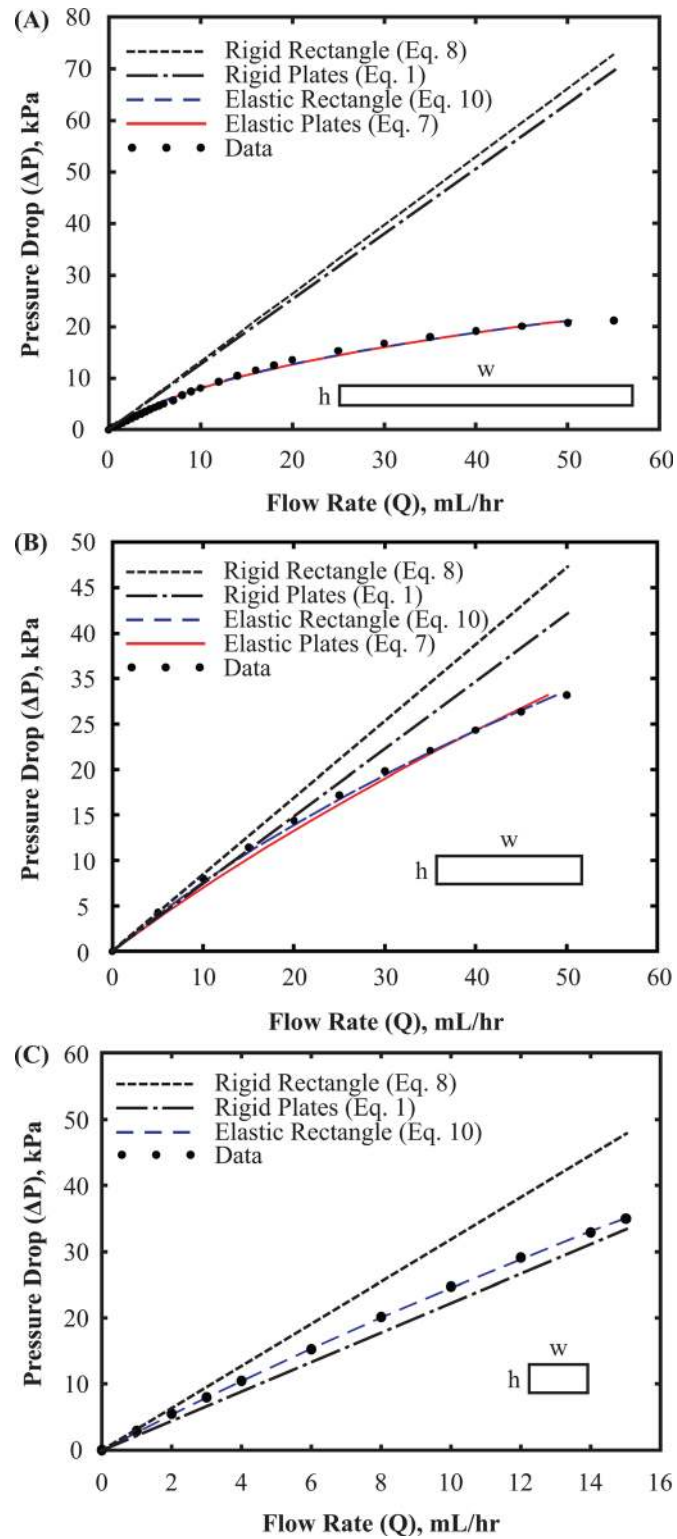 (A)
80
70
60
50
40
30
20
10
0
Pressure Drop (ΔP), kPa
Rigid Rectangle (Eq. 8)
Rigid Plates (Eq. 1)
Elastic Rectangle (Eq. 10)
Elastic Plates (Eq. 7)
Data
w
h
0 10 20 30 40 50 60
Flow Rate (Q), mL/hr
(B)
50
45
35
35
25
20
15
10
5
0
Pressure Drop (ΔP), kPa
Rigid Rectangle (Eq. 8)
Rigid Plates (Eq. 1)
Elastic Rectangle (Eq. 10)
Elastic Plates (Eq. 7)
Data
w
h
0 10 20 30 40 50 60
Flow Rate (Q), mL/hr
(C)
60
50
40
30
20
10
0
Pressure Drop (ΔP), kPa
Rigid Rectangle (Eq. 8)
Rigid Plates (Eq. 1)
Elastic Rectangle (Eq. 10)
Data
w
h
0 2 4 6 8 10 12 14 16
Flow Rate (Q), mL/hr